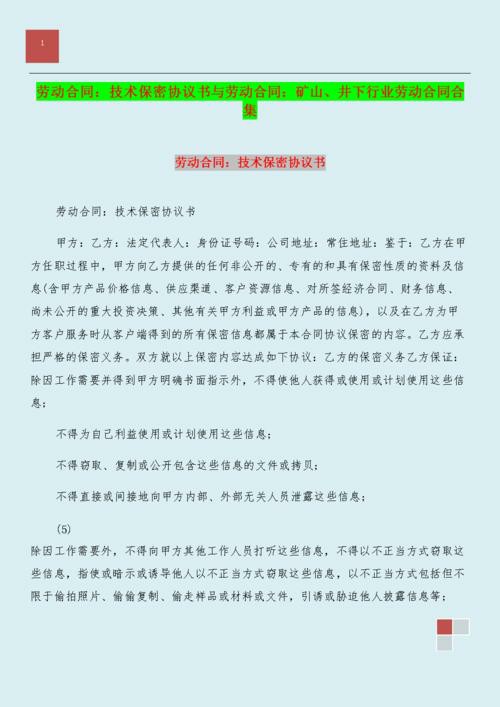 1
劳动合同：技术保密协议书与劳动合同：矿山、井下行业劳动合同合
集
劳动合同：技术保密协议书
劳动合同：技术保密协议书
甲方：乙方：法定代表人：身份证号码：公司地址：常住地址：鉴于：乙方在甲
方任职过程中，甲方向乙方提供的任何非公开的、专有的和具有保密性质的资料及信
息(含甲方产品价格信息、供应渠道、客户资源信息、对所签经济合同、财务信息、
尚未公开的重大投资决策、其他有关甲方利益或甲方产品的信息)，以及在乙方为甲
方客户服务时从客户端得到的所有保密信息都属于本合同协议保密的内容。乙方应承
担严格的保密义务。双方就以上保密内容达成如下协议：乙方的保密义务乙方保证：
除因工作需要并得到甲方明确书面指示外，不得使他人获得或使用或计划使用这些信
息；
不得为自己利益使用或计划使用这些信息；
不得窃取、复制或公开包含这些信息的文件或拷贝；
不得直接或间接地向甲方内部、外部无关人员泄露这些信息；
(5)
除因工作需要外，不得向甲方其他工作人员打听这些信息，不得以不正当方式窃取这
些信息，指使或暗示或诱导他人以不正当方式窃取这些信息，以不正当方式包括但不
限于偷拍照片、偷偷复制、偷走样品或材料或文件，引诱或胁迫他人披露信息等；